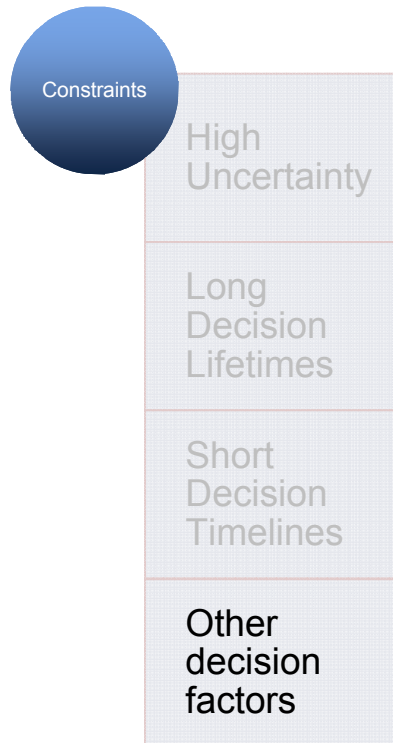 Constraints
High
Uncertainty
Long
Decision
Lifetimes
Short
Decision
Timelines
Other
decision
factors